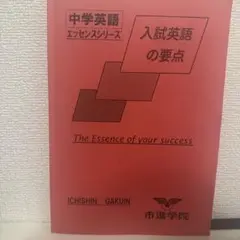 中学英語
エッセンスシリーズ
入試英語
の要点
The Essence of your success
ICHISHIN GAKUIN
市進学院